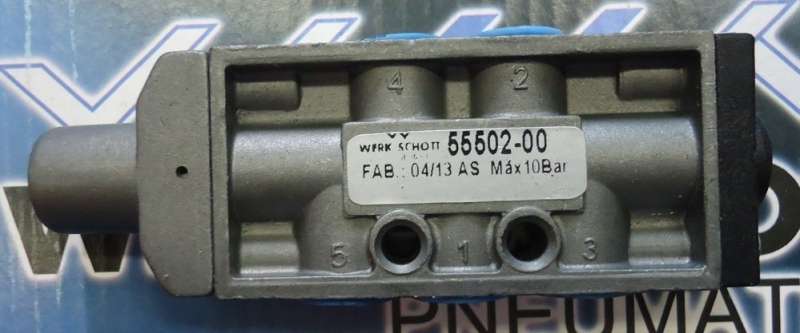 4 2
WERK SCHOTT 55502-00
FAB.: 04/13 AS Máx10Bar
5 1 3
PNEUMAT